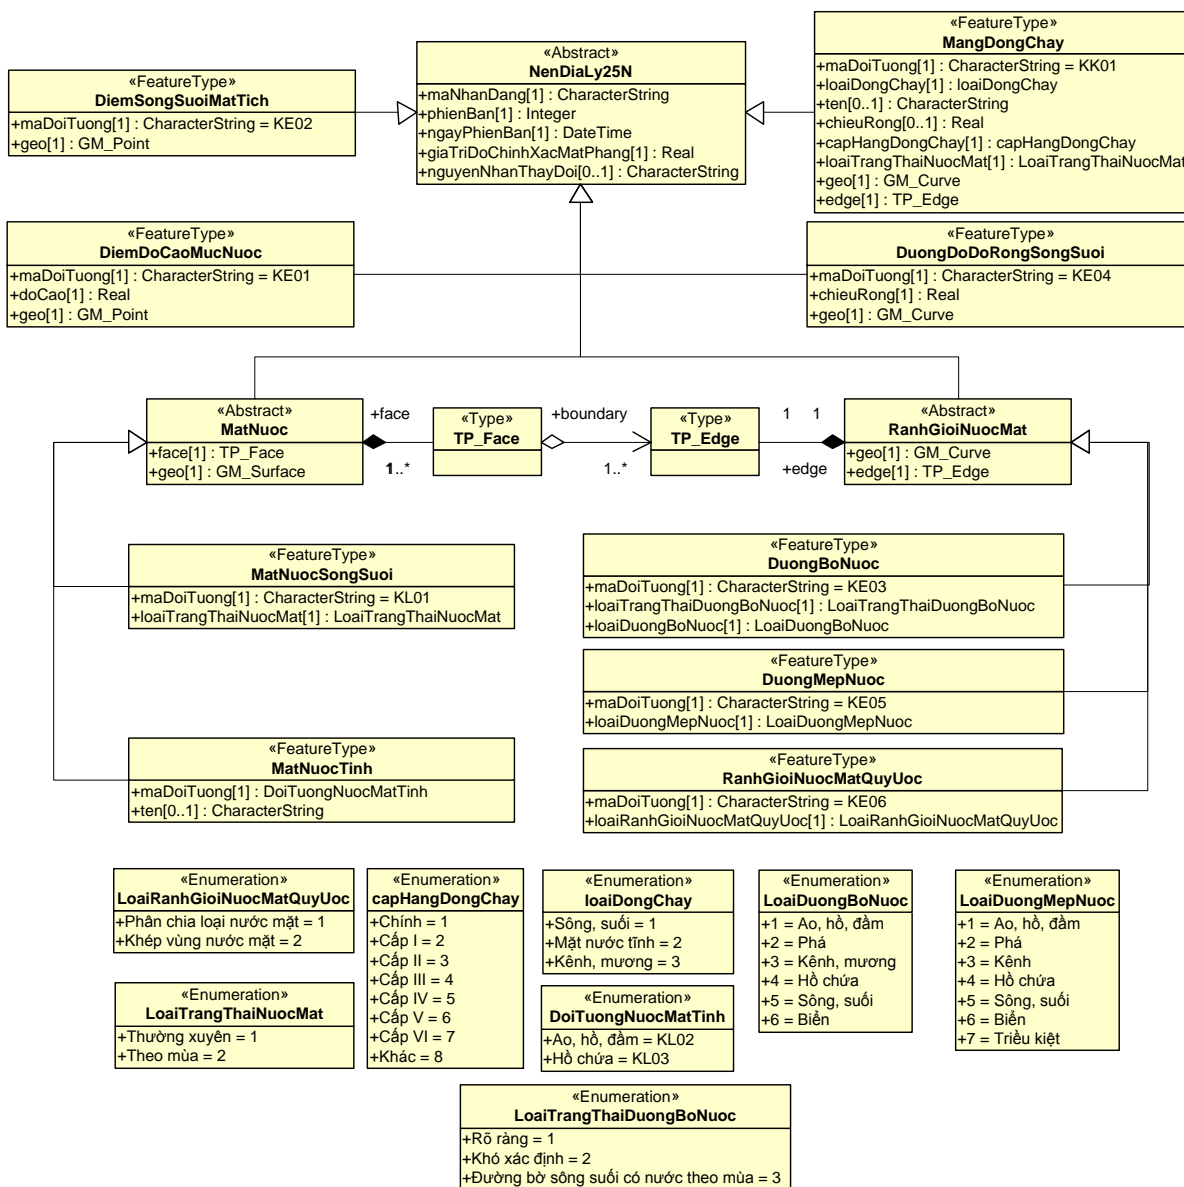 «Abstract»
NenDiaLy25N
+maNhanDang[1] : CharacterString
+phienBan[1] : Integer
+ngayPhienBan[1] : DateTime
+giaTriDoChinhXacMatPhang[1] : Real
+nguyenNhanThayDoi[0..1] : CharacterString
«FeatureType»
MangDongChay
+maDoiTuong[1] : CharacterString = KK01
+loaiDongChay[1] : loaiDongChay
+ten[0..1] : CharacterString
+chieuRong[0..1] : Real
+capHangDongChay[1] : capHangDongChay
+loaiTrangThaiNuocMat[1] : LoaiTrangThaiNuocMat
+geo[1] : GM_Curve
+edge[1] : TP_Edge
«FeatureType»
DiemSongSuoiMatTich
+maDoiTuong[1] : CharacterString = KE02
+geo[1] : GM_Point
«FeatureType»
DiemDoCaoMucNuoc
+maDoiTuong[1] : CharacterString = KE01
+doCao[1] : Real
+geo[1] : GM_Point
«FeatureType»
DuongDoDoRongSongSuoi
+maDoiTuong[1] : CharacterString = KE04
+chieuRong[1] : Real
+geo[1] : GM_Curve
«Abstract»
MatNuoc
+face[1] : TP_Face
+geo[1] : GM_Surface
+face
1..*
«Type»
TP_Face
+boundary
1..*
«Type»
TP_Edge
1 1
+edge
«Abstract»
RanhGioiNuocMat
+geo[1] : GM_Curve
+edge[1] : TP_Edge
«FeatureType»
MatNuocSongSuoi
+maDoiTuong[1] : CharacterString = KL01
+loaiTrangThaiNuocMat[1] : LoaiTrangThaiNuocMat
«FeatureType»
DuongBoNuoc
+maDoiTuong[1] : CharacterString = KE03
+loaiTrangThaiDuongBoNuoc[1] : LoaiTrangThaiDuongBoNuoc
+loaiDuongBoNuoc[1] : LoaiDuongBoNuoc
«FeatureType»
DuongMepNuoc
+maDoiTuong[1] : CharacterString = KE05
+loaiDuongMepNuoc[1] : LoaiDuongMepNuoc
«FeatureType»
MatNuocTinh
+maDoiTuong[1] : DoiTuongNuocMatTinh
+ten[0..1] : CharacterString
«FeatureType»
RanhGioiNuocMatQuyUoc
+maDoiTuong[1] : CharacterString = KE06
+loaiRanhGioiNuocMatQuyUoc[1] : LoaiRanhGioiNuocMatQuyUoc
«Enumeration»
LoaiRanhGioiNuocMatQuyUoc
+Phân chia loại nước mặt = 1
+Khép vùng nước mặt = 2
«Enumeration»
capHangDongChay
+Chính = 1
+Cấp I = 2
+Cấp II = 3
+Cấp III = 4
+Cấp IV = 5
+Cấp V = 6
+Cấp VI = 7
+Khác = 8
«Enumeration»
loaiDongChay
+Sông, suối = 1
+Mặt nước tĩnh = 2
+Kênh, mương = 3
«Enumeration»
LoaiDuongBoNuoc
+1 = Ao, hồ, đầm
+2 = Phá
+3 = Kênh, mương
+4 = Hồ chứa
+5 = Sông, suối
+6 = Biển
«Enumeration»
LoaiDuongMepNuoc
+1 = Ao, hồ, đầm
+2 = Phá
+3 = Kênh
+4 = Hồ chứa
+5 = Sông, suối
+6 = Biển
+7 = Triều kiệt
«Enumeration»
LoaiTrangThaiNuocMat
+Thường xuyên = 1
+Theo mùa = 2
«Enumeration»
DoiTuongNuocMatTinh
+Ao, hồ, đầm = KL02
+Hồ chứa = KL03
«Enumeration»
LoaiTrangThaiDuongBoNuoc
+Rõ ràng = 1
+Khó xác định = 2
+Đường bờ sông suối có nước theo mùa = 3